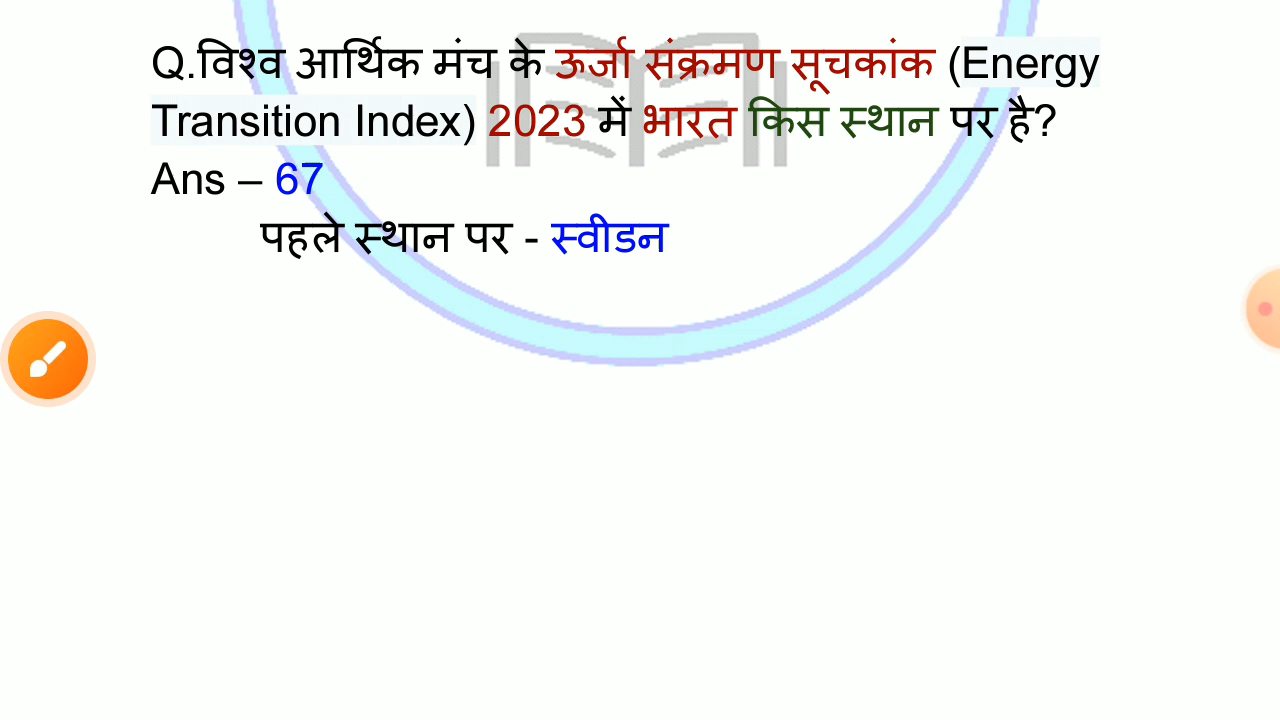 Q.विश्व आर्थिक मंच के ऊर्जा संक्रमण सूचकांक (Energy
Transition Index) 2023 में भारत किस स्थान पर है?
Ans – 67
पहले स्थान पर - स्वीडन